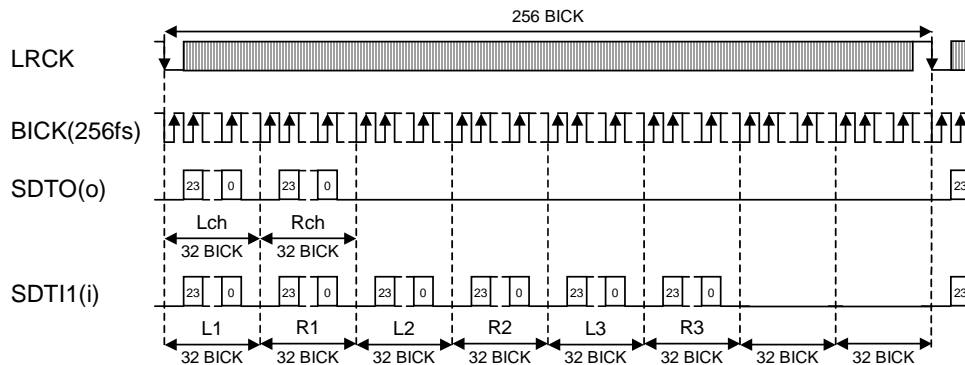 256 BICK
LRCK
BICK(256fs)
SDTO(o)
23 0 23 0 23
Lch Rch
32 BICK 32 BICK
SDTI1(i)
23 0 23 0 23 0 23 0 23 0 23 0 23
L1 R1 L2 R2 L3 R3
32 BICK 32 BICK 32 BICK 32 BICK 32 BICK 32 BICK 32 BICK 32 BICK